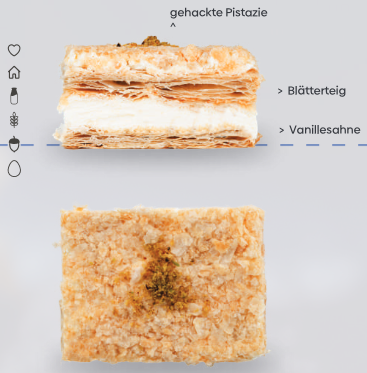 gehackte Pistazie
^
> Blätterteig
> Vanillesahne